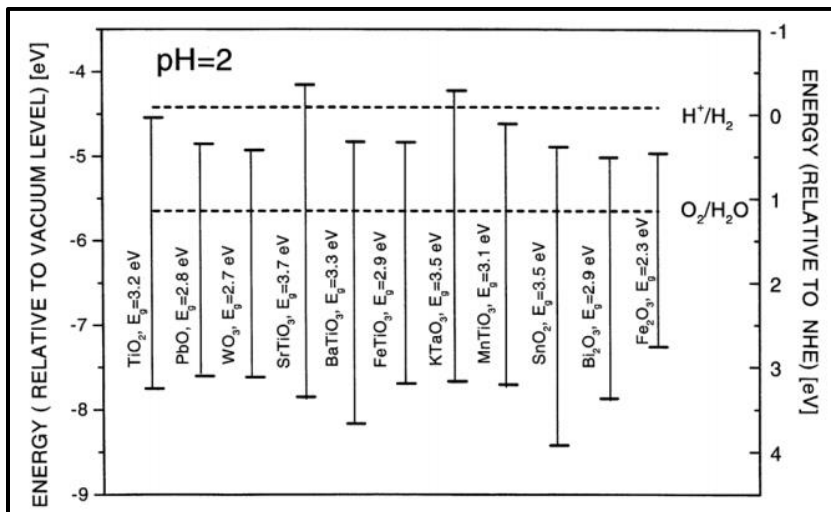 pH=2
ENERGY ( RELATIVE TO VACUUM LEVEL) [eV]
-4
-5
-6
-7
-8
-9
TiO₂, E_g=3.2 eV
PbO, E_g=2.8 eV
WO₃, E_g=2.7 eV
SrTiO₃, E_g=3.7 eV
BaTiO₃, E_g=3.3 eV
FeTiO₃, E_g=2.9 eV
KTaO₃, E_g=3.5 eV
MnTiO₃, E_g=3.1 eV
SnO₂, E_g=3.5 eV
Bi₂O₃, E_g=2.9 eV
Fe₂O₃, E_g=2.3 eV
H⁺/H₂
O₂/H₂O
-1
0
1
2
3
4
ENERGY (RELATIVE TO NHE) [eV]